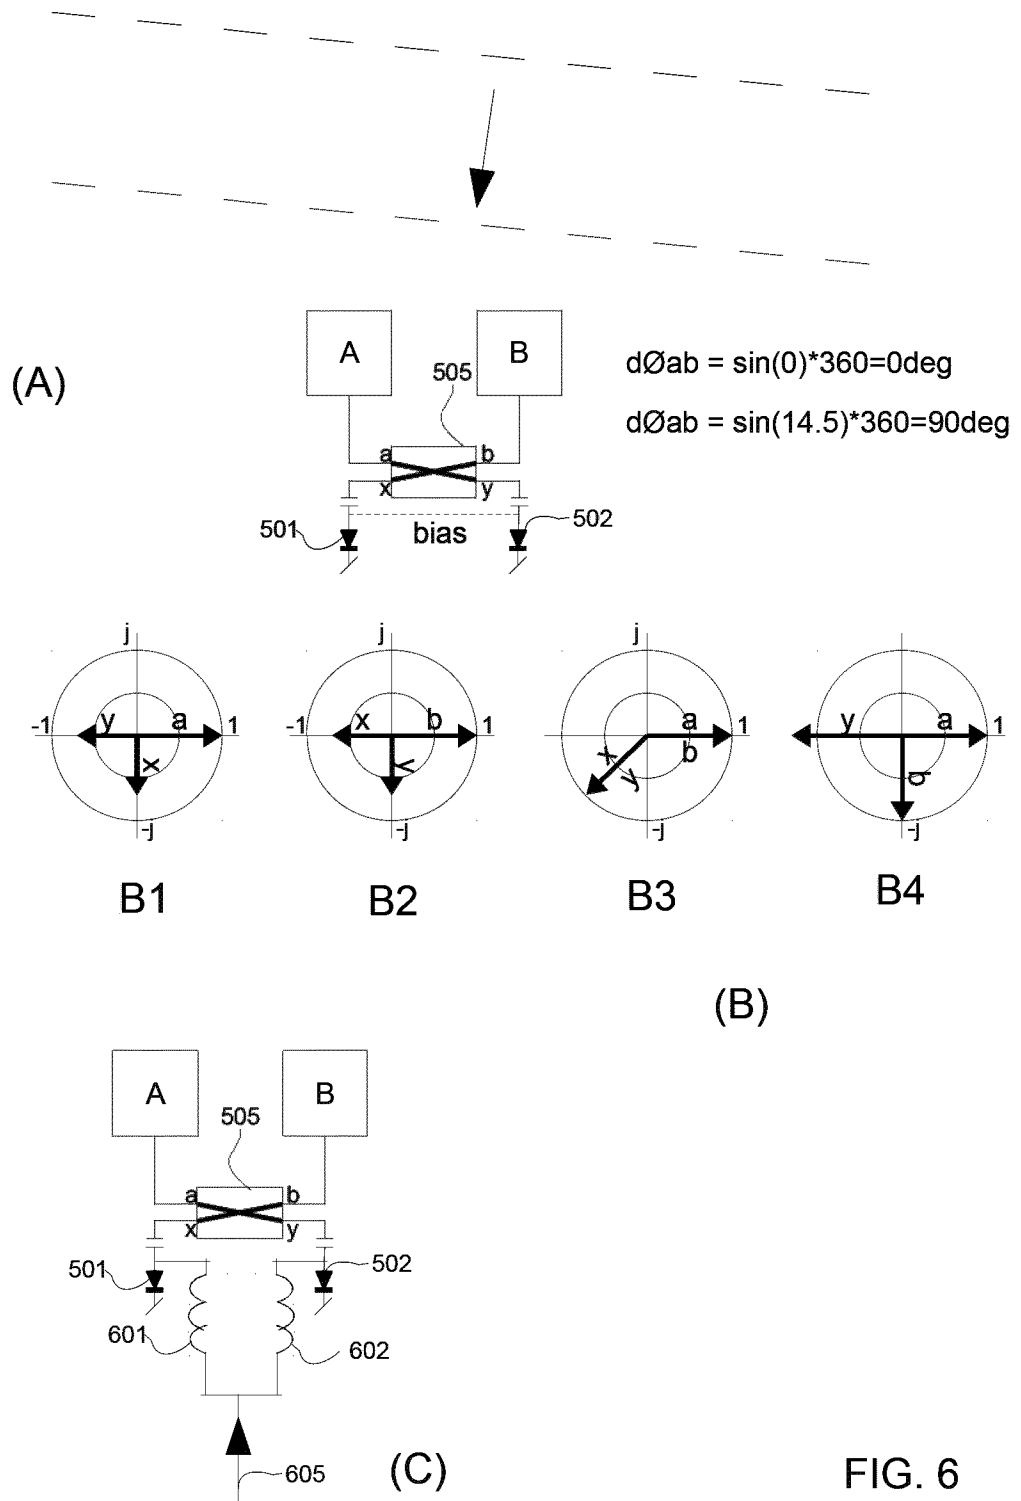 A
B
(A)
505
dØab = sin(0)*360=0deg
dØab = sin(14.5)*360=90deg
a
b
x
y
501
bias
502
j
-1
y
a
1
x
-j
j
-1
x
b
1
y
-j
j
a
1
x
b
y
-j
y
a
1
b
-j
B1
B2
B3
B4
(B)
A
B
505
a
b
x
y
501
502
601
602
605
(C)
FIG. 6